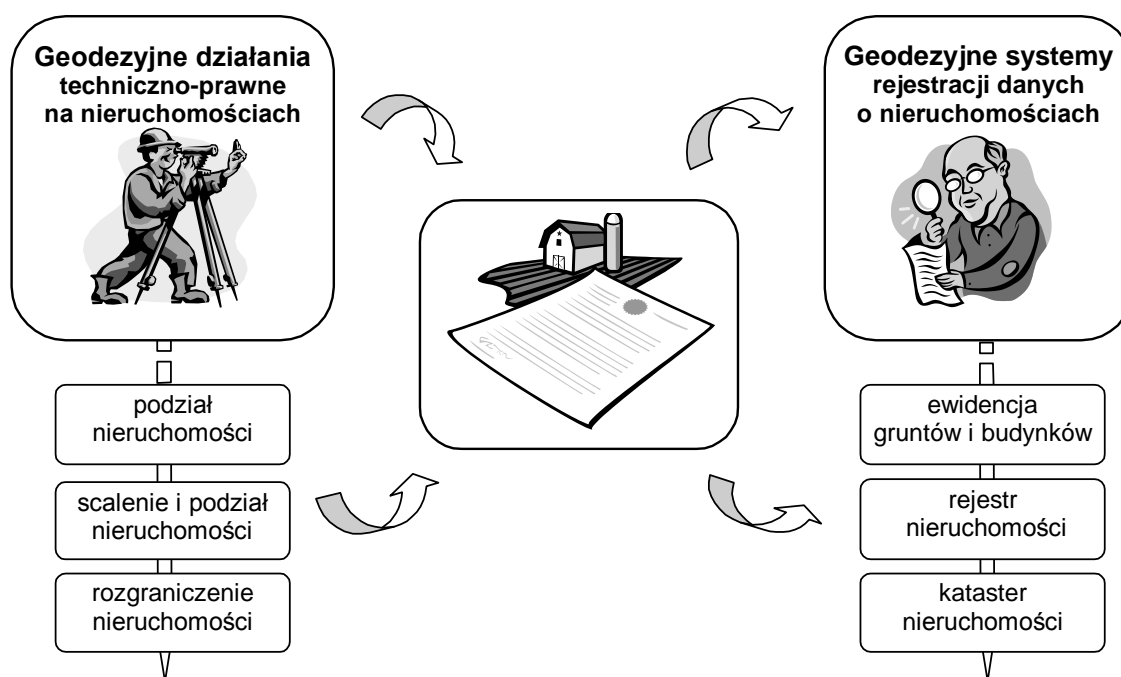 Geodezyjne działania
techniczno-prawne
na nieruchomościach
podział
nieruchomości
scalenie i podział
nieruchomości
rozgraniczenie
nieruchomości
Geodezyjne systemy
rejestracji danych
o nieruchomościach
ewidencja
gruntów i budynków
rejestr
nieruchomości
kataster
nieruchomości